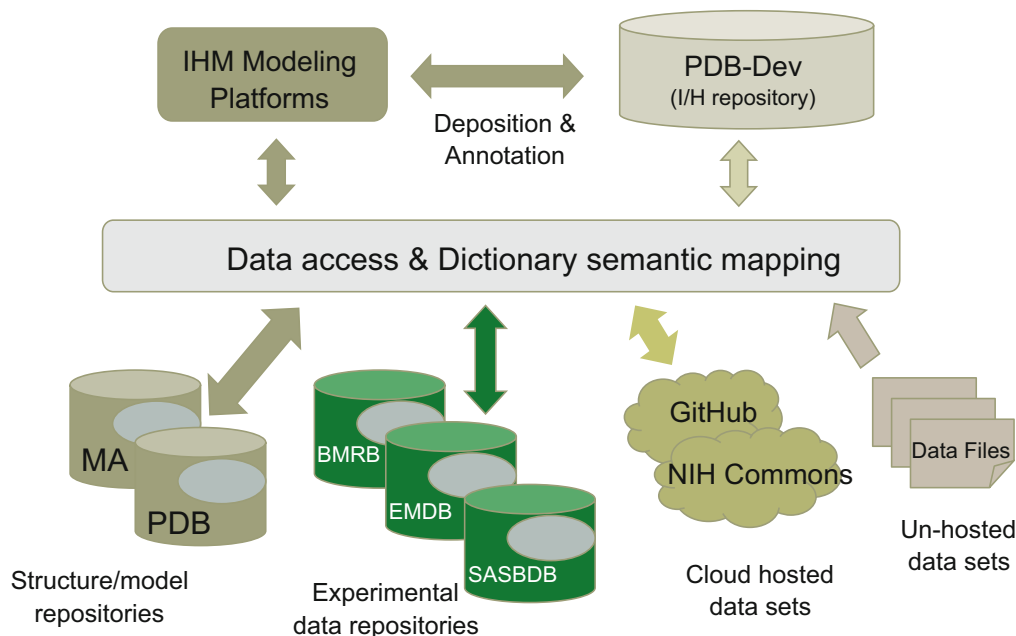 IHM Modeling
Platforms
PDB-Dev
(I/H repository)
Deposition &
Annotation
Data access & Dictionary semantic mapping
MA
PDB
Structure/model
repositories
BMRB
EMDB
SASBDB
Experimental
data repositories
GitHub
NIH Commons
Cloud hosted
data sets
Data Files
Un-hosted
data sets